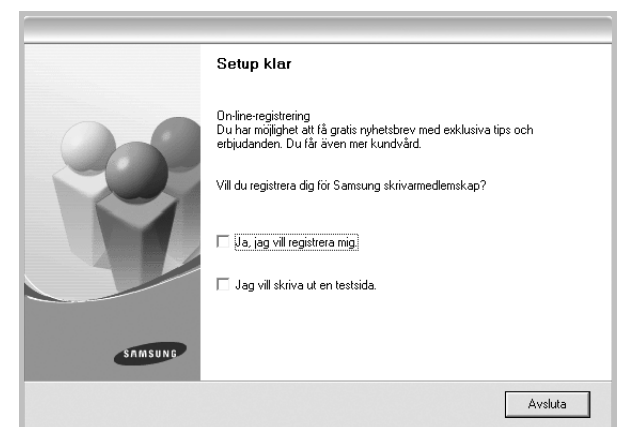 Setup klar
On-line-registrering
Du har möjlighet att få gratis nyhetsbrev med exklusiva tips och
erbjudanden. Du får även mer kundvård.
Vill du registrera dig för Samsung skrivarmedlemskap?
Ja, jag vill registrera mig.
Jag vill skriva ut en testsida.
SAMSUNG
Avsluta